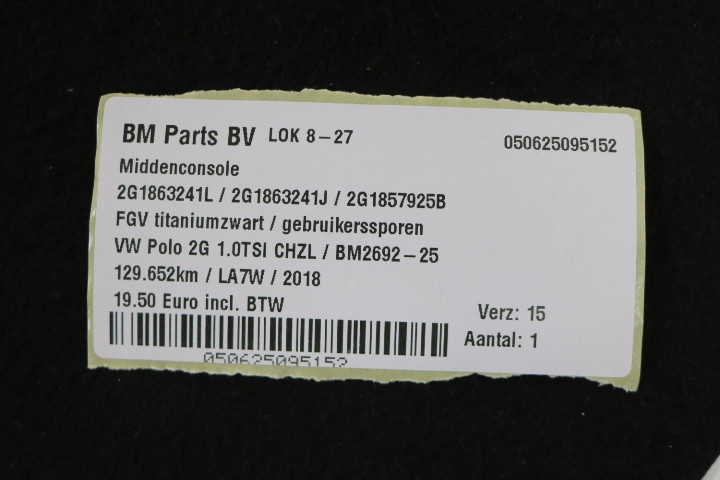 BM Parts BV LOK 8-27 050625095152
Middenconsole
2G1863241L / 2G1863241J / 2G1857925B
FGV titaniumzwart / gebruikerssporen
VW Polo 2G 1.0TSI CHZL / BM2692-25
129.652km / LA7W / 2018
19.50 Euro incl. BTW Verz: 15
Aantal: 1
050625095152